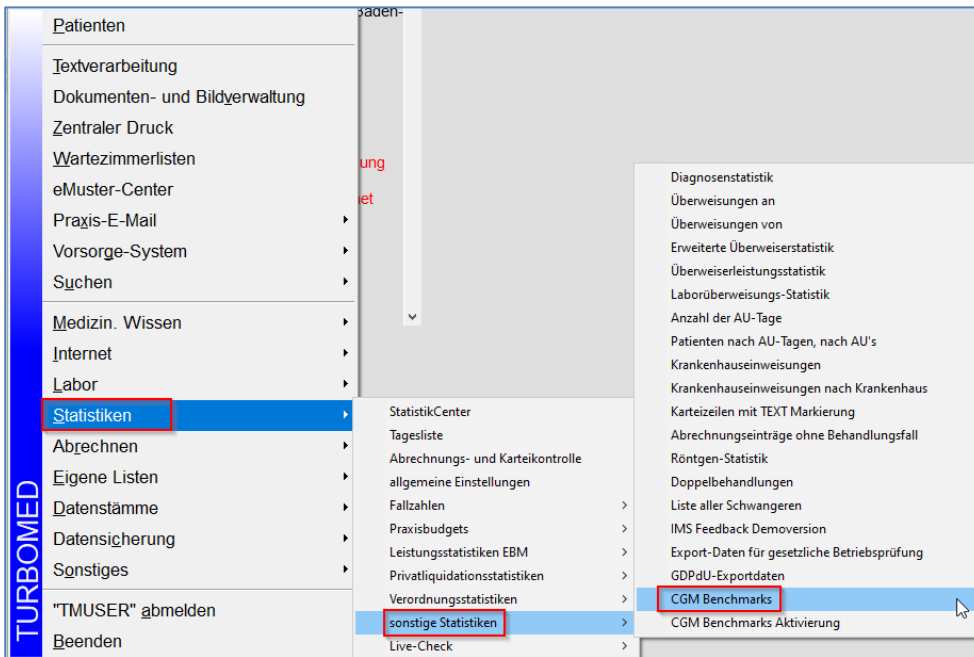 Baden-
Patienten
Textverarbeitung
Dokumenten- und Bildverwaltung
Zentraler Druck
Wartezimmerlisten
eMuster-Center
Praxis-E-Mail
Vorsorge-System
Suchen
Medizin. Wissen
Internet
Labor
Statistiken
Abrechnen
Eigene Listen
Datenstämme
Datensicherung
Sonstiges
"TMUSER" abmelden
Beenden
TURBOMED
ung
et
StatistikCenter
Tagesliste
Abrechnungs- und Karteikontrolle
allgemeine Einstellungen
Fallzahlen
Praxisbudgets
Leistungsstatistiken EBM
Privatliquidationsstatistiken
Verordnungsstatistiken
sonstige Statistiken
Live-Check
Diagnosenstatistik
Überweisungen an
Überweisungen von
Erweiterte Überweiserstatistik
Überweiserleistungsstatistik
Laborüberweisungs-Statistik
Anzahl der AU-Tage
Patienten nach AU-Tagen, nach AU's
Krankenhauseinweisungen
Krankenhauseinweisungen nach Krankenhaus
Karteizeilen mit TEXT Markierung
Abrechnungseinträge ohne Behandlungsfall
Röntgen-Statistik
Doppelbehandlungen
Liste aller Schwangeren
IMS Feedback Demoversion
Export-Daten für gesetzliche Betriebsprüfung
GDPdU-Exportdaten
CGM Benchmarks
CGM Benchmarks Aktivierung